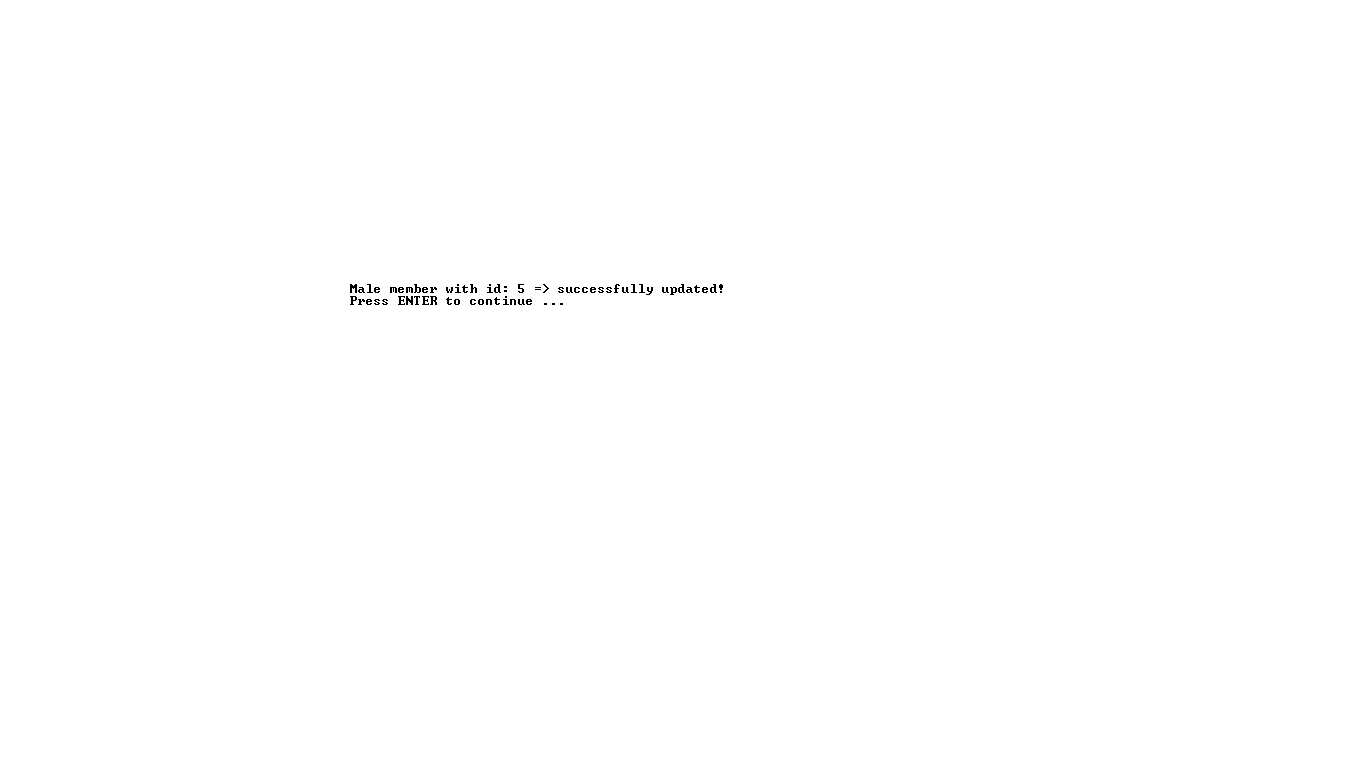 Male member with id: 5 => successfully updated!
Press ENTER to continue ...